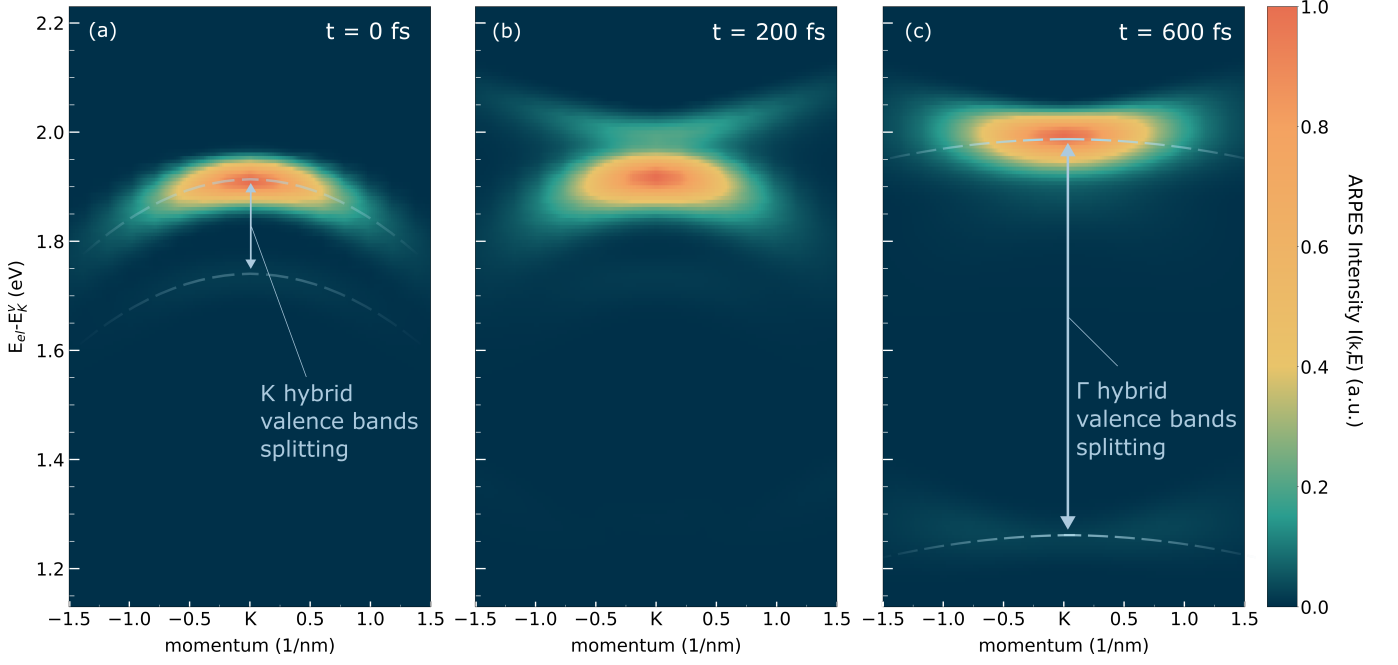 (a)
t = 0 fs
(b)
t = 200 fs
(c)
t = 600 fs
1.0
0.8
0.6
0.4
0.2
0.0
ARPES Intensity I(k,E) (a.u.)
E_el-E_K^v (eV)
2.2
2.0
1.8
1.6
1.4
1.2
K hybrid
valence bands
splitting
Γ hybrid
valence bands
splitting
−1.5 −1.0 −0.5 K 0.5 1.0 1.5
momentum (1/nm)
−1.5 −1.0 −0.5 K 0.5 1.0 1.5
momentum (1/nm)
−1.5 −1.0 −0.5 K 0.5 1.0 1.5
momentum (1/nm)